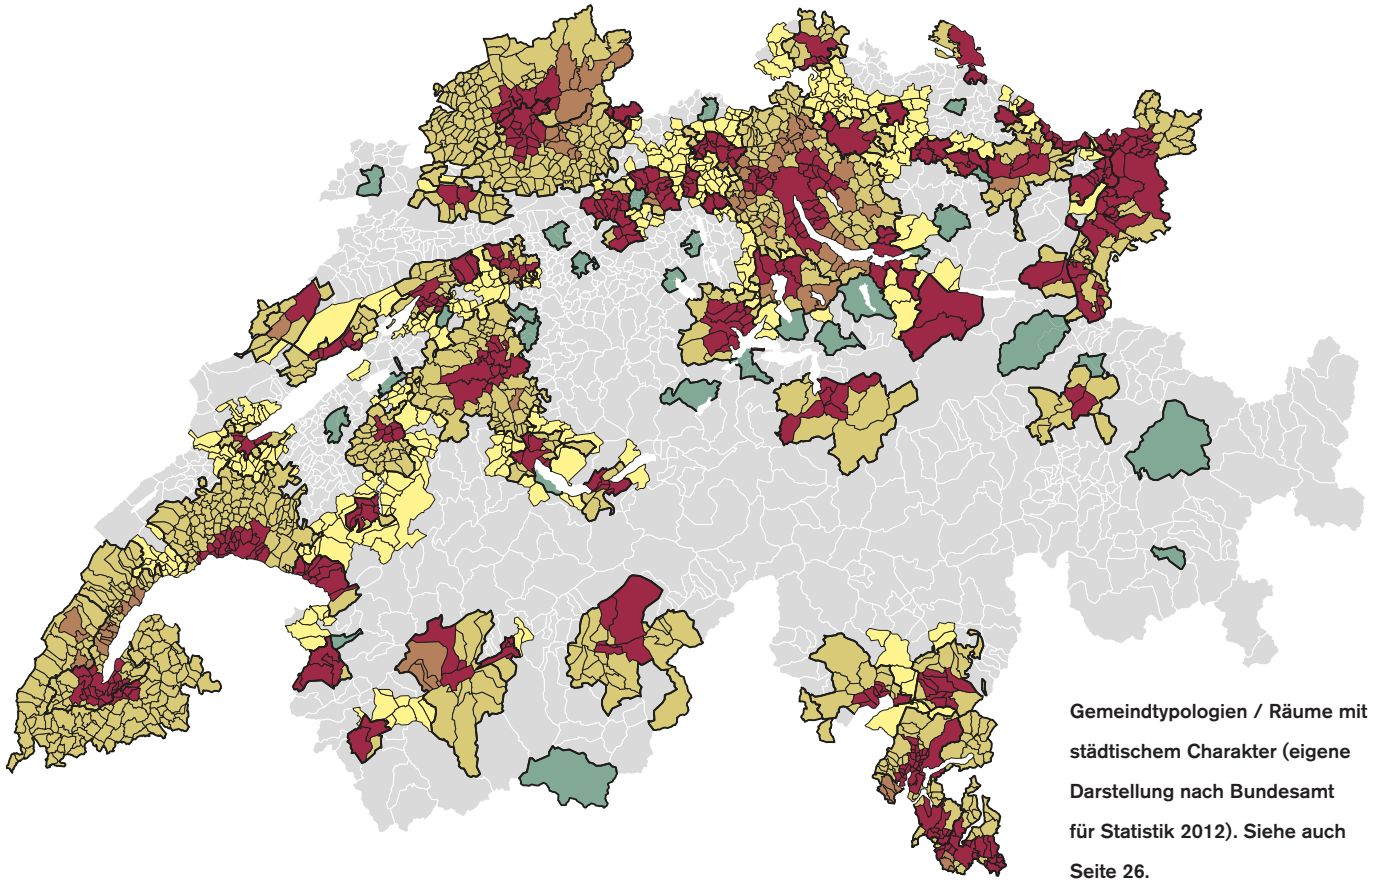 Gemeindtypologien / Räume mit
städtischem Charakter (eigene
Darstellung nach Bundesamt
für Statistik 2012). Siehe auch
Seite 26.